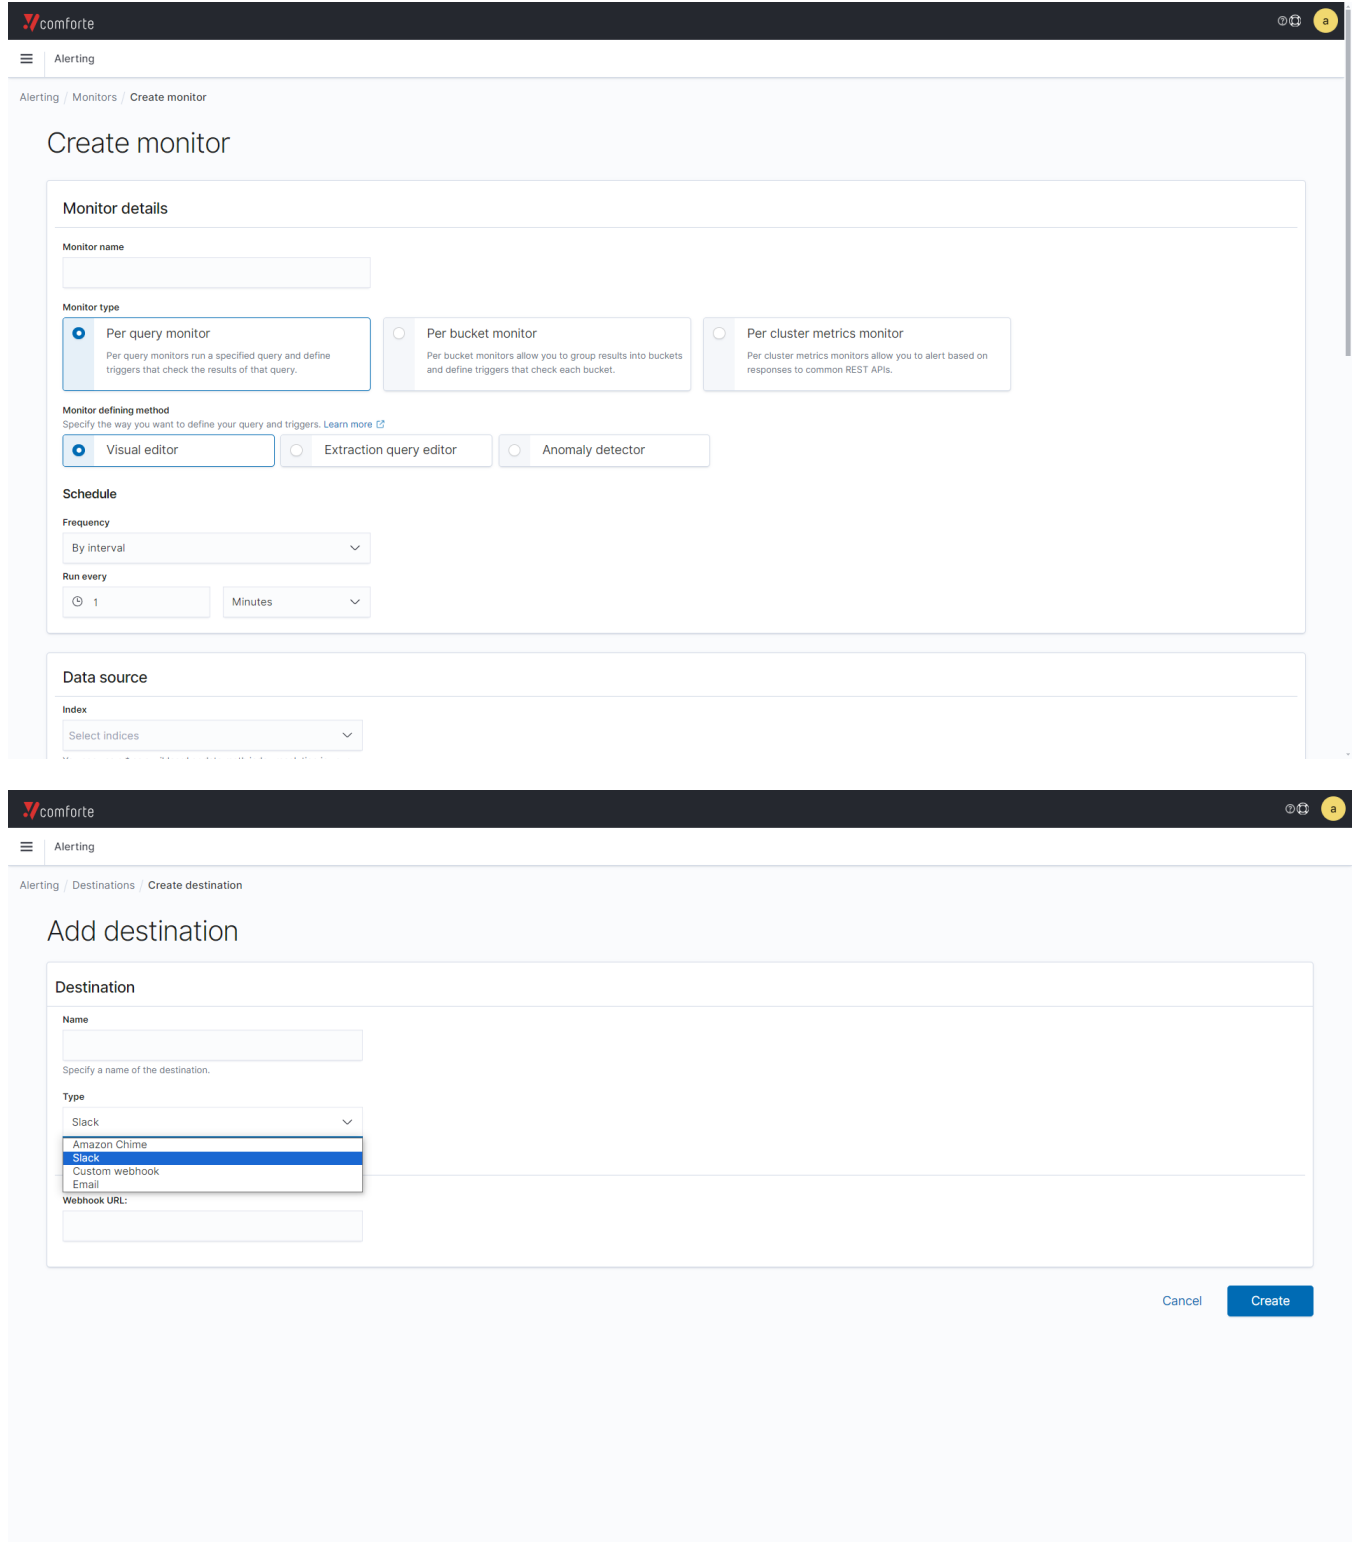 comforte
a
Alerting
Alerting / Monitors / Create monitor
Create monitor
Monitor details
Monitor name
Monitor type
Per query monitor
Per query monitors run a specified query and define
triggers that check the results of that query.
Per bucket monitor
Per bucket monitors allow you to group results into buckets
and define triggers that check each bucket.
Per cluster metrics monitor
Per cluster metrics monitors allow you to alert based on
responses to common REST APIs.
Monitor defining method
Specify the way you want to define your query and triggers. Learn more
Visual editor
Extraction query editor
Anomaly detector
Schedule
Frequency
By interval
Run every
1
Minutes
Data source
Index
Select indices
comforte
a
Alerting
Alerting / Destinations / Create destination
Add destination
Destination
Name
Specify a name of the destination.
Type
Slack
Amazon Chime
Slack
Custom webhook
Email
Webhook URL:
Cancel
Create